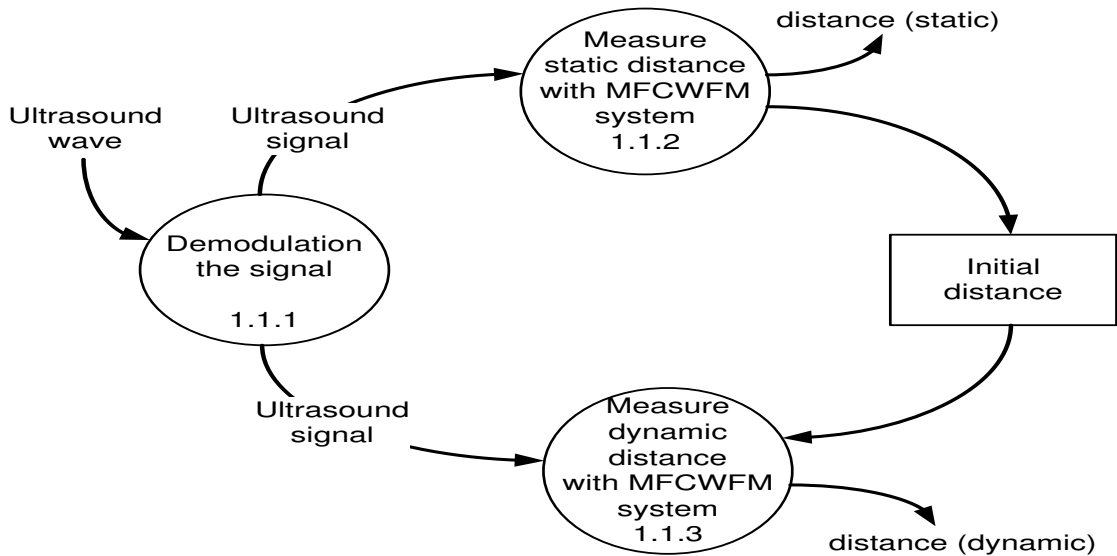 Ultrasound
wave
Ultrasound
signal
Demodulation
the signal
1.1.1
Measure
static distance
with MFCWFM
system
1.1.2
distance (static)
Initial
distance
Ultrasound
signal
Measure
dynamic
distance
with MFCWFM
system
1.1.3
distance (dynamic)